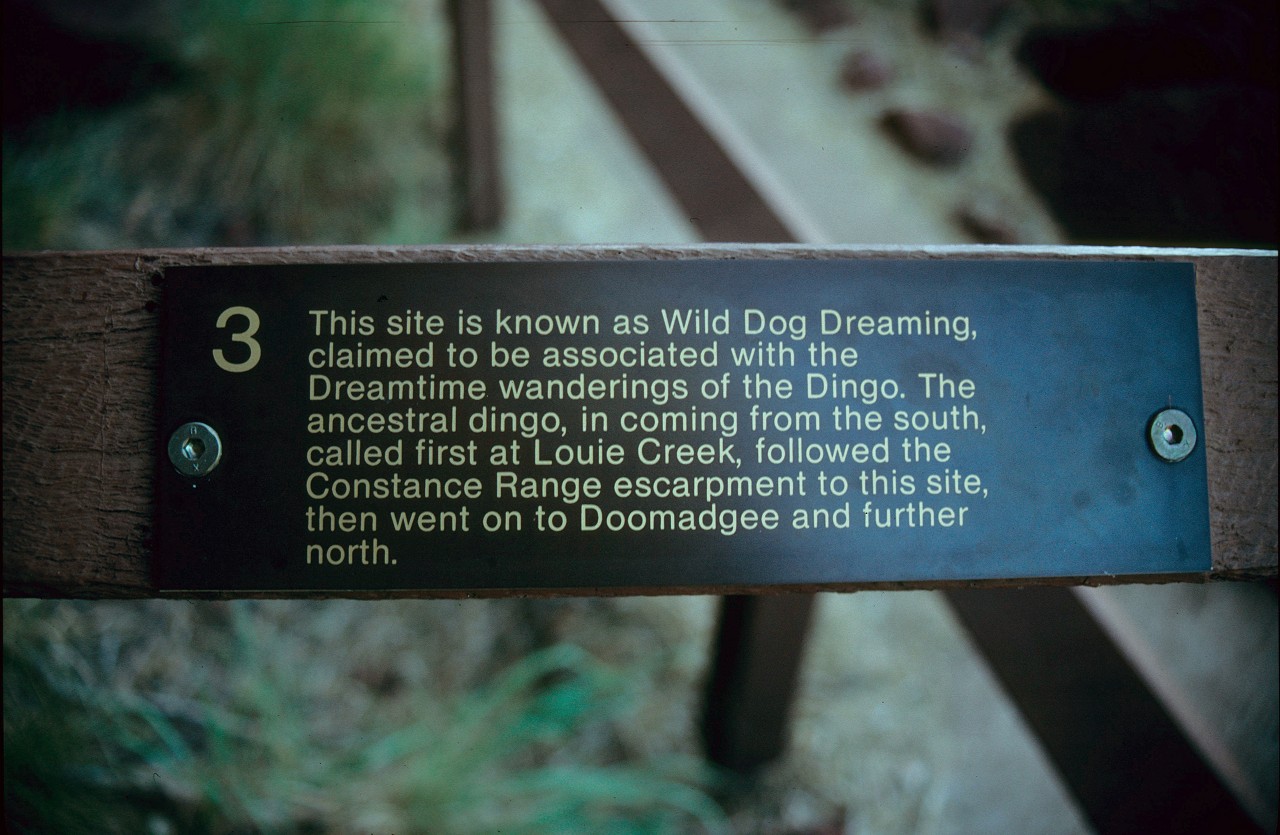 3
This site is known as Wild Dog Dreaming,
claimed to be associated with the
Dreamtime wanderings of the Dingo. The
ancestral dingo, in coming from the south,
called first at Louie Creek, followed the
Constance Range escarpment to this site,
then went on to Doomadgee and further
north.